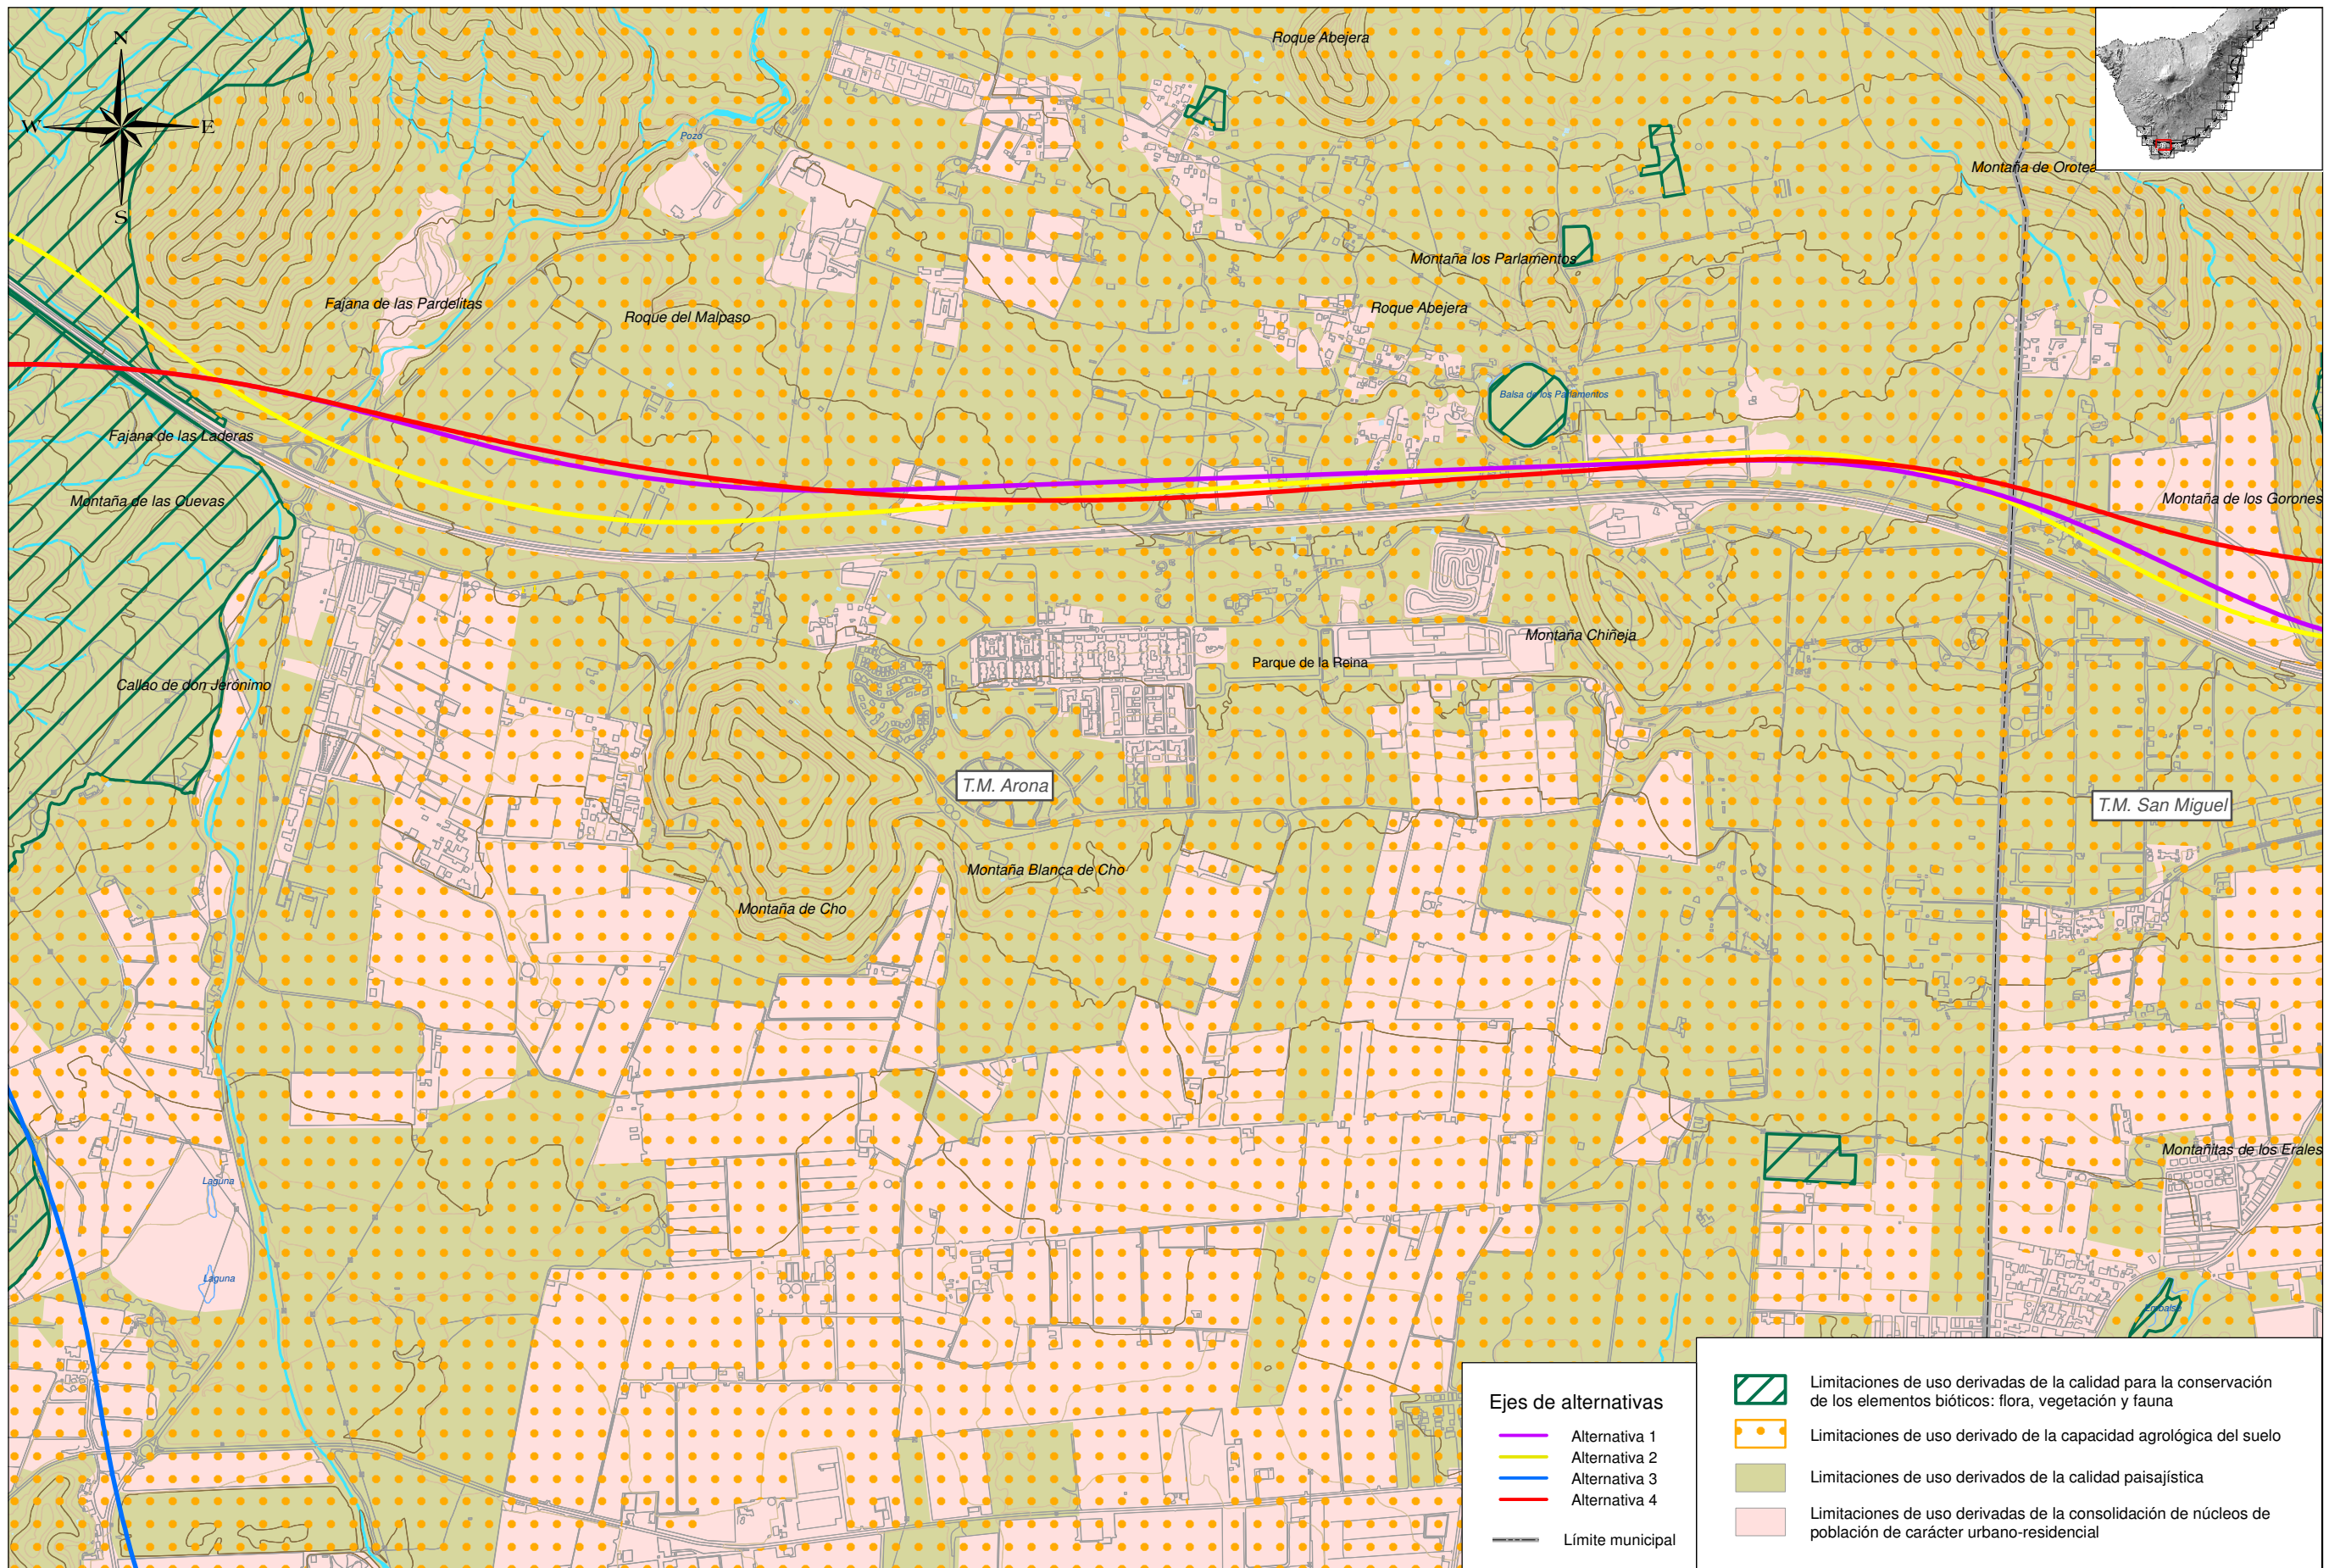 N
W
E
S
Roque Abejera
Pozo
Montaña de Orotea
Montaña los Parlamentos
Fajana de las Pardelitas
Roque del Malpaso
Roque Abejera
Balsa de los Parlamentos
Fajana de las Laderas
Montaña de las Cuevas
Montaña de los Gorones
Montaña Chiñeja
Parque de la Reina
Callao de don Jerónimo
T.M. Arona
T.M. San Miguel
Montaña Blanca de Cho
Montaña de Cho
Montañitas de los Erales
Laguna
Laguna
Embalse
Ejes de alternativas
Alternativa 1
Alternativa 2
Alternativa 3
Alternativa 4
Límite municipal
Limitaciones de uso derivadas de la calidad para la conservación
de los elementos bióticos: flora, vegetación y fauna
Limitaciones de uso derivado de la capacidad agrológica del suelo
Limitaciones de uso derivados de la calidad paisajística
Limitaciones de uso derivadas de la consolidación de núcleos de
población de carácter urbano-residencial